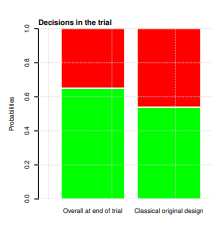 Decisions in the trial
Probabilities
1.0
0.8
0.6
0.4
0.2
0.0
Overall at end of trial
Classical original design